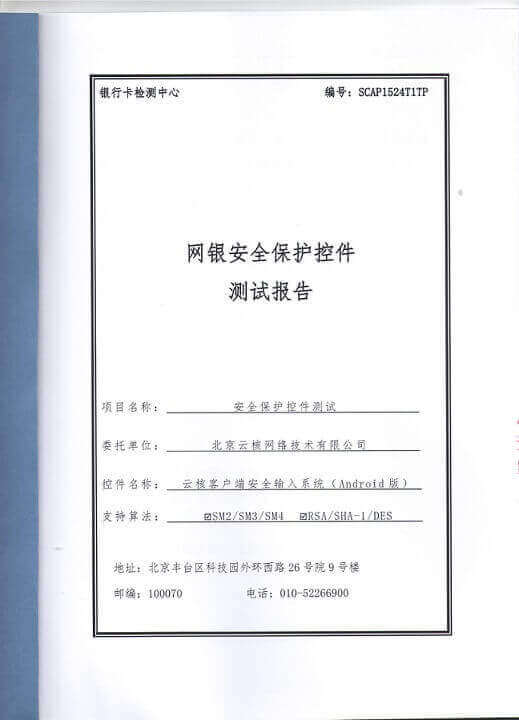 银行卡检测中心 编号：SCAP1524T1TP
网银安全保护控件
测试报告
项目名称：安全保护控件测试
委托单位：北京云核网络技术有限公司
控件名称：云核客户端安全输入系统（Android 版）
支持算法：☑SM2/SM3/SM4 ☑RSA/SHA-1/DES
地址：北京丰台区科技园外环西路 26 号院 9 号楼
邮编：100070 电话：010-52266900